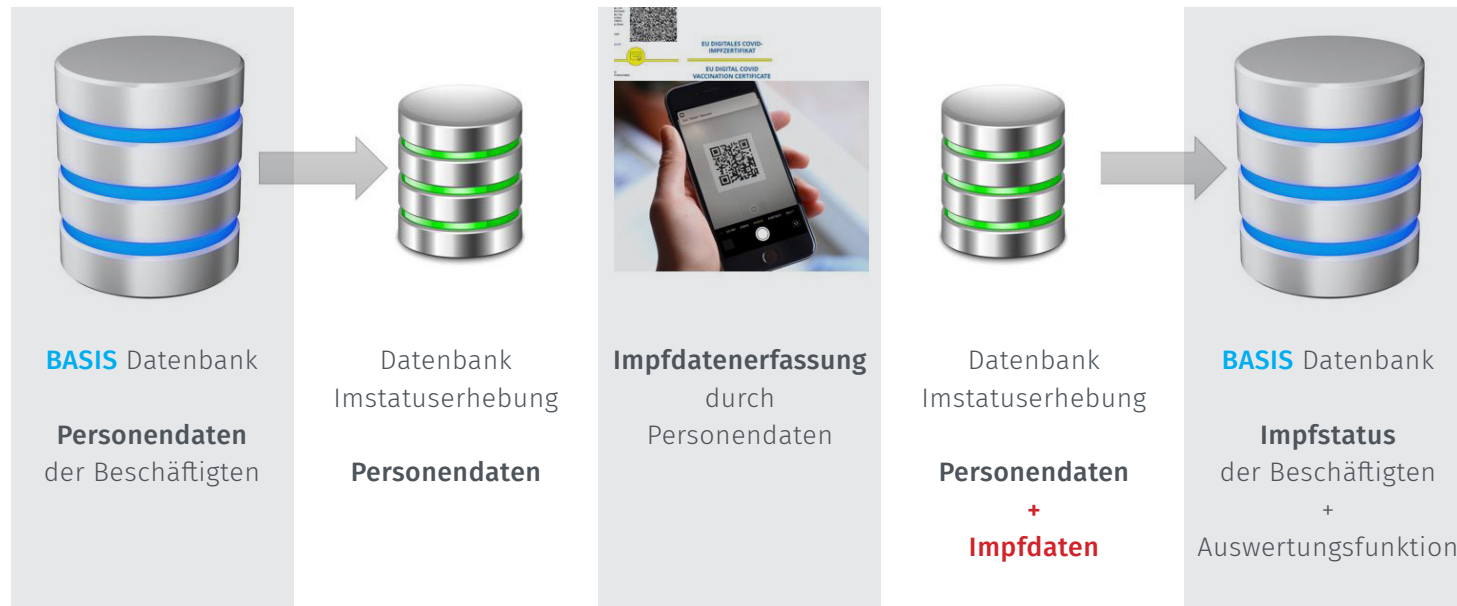 EU DIGITALES COVID-
IMPFZERTIFIKAT
EU DIGITAL COVID
VACCINATION CERTIFICATE
BASIS Datenbank
Personendaten
der Beschäftigten
Datenbank
Imstatuserhebung
Personendaten
Impfdatenerfassung
durch
Personendaten
Datenbank
Imstatuserhebung
Personendaten
+
Impfdaten
BASIS Datenbank
Impfstatus
der Beschäftigten
+
Auswertungsfunktion